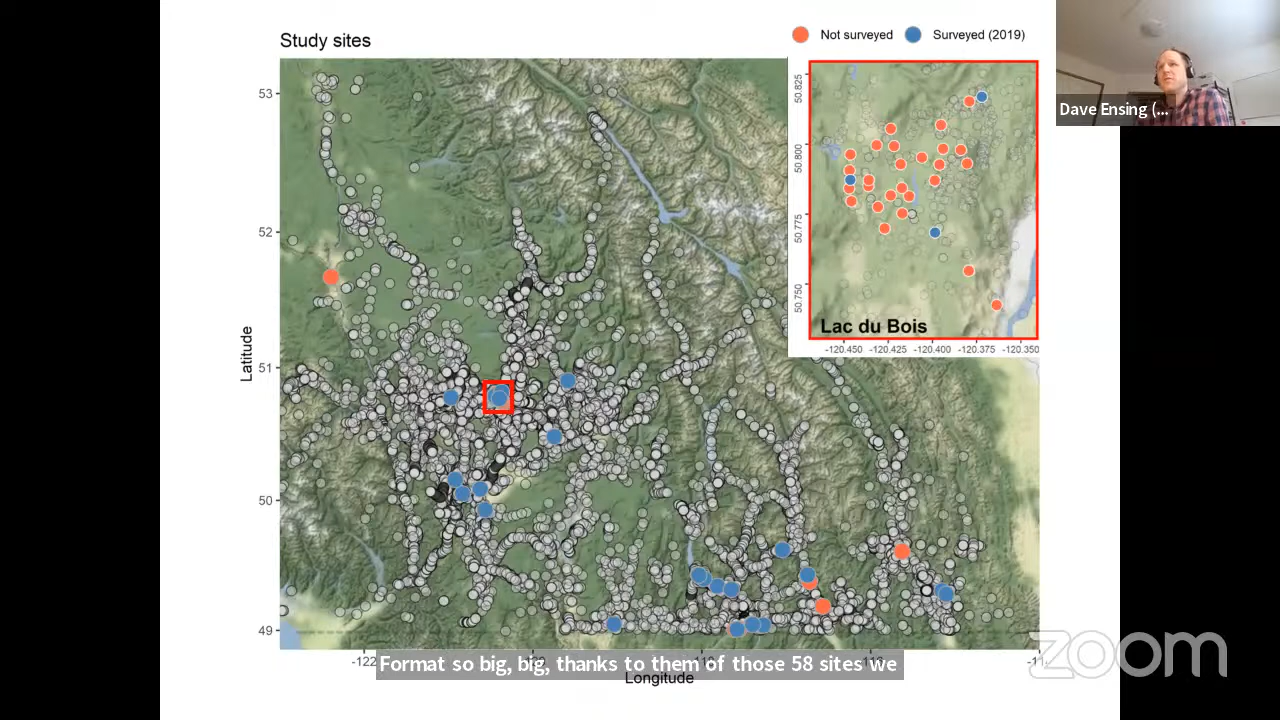 Study sites
Not surveyed
Surveyed (2019)
Dave Ensing (...
53
52
51
50
49
Latitude
50.825
50.800
50.775
50.750
Lac du Bois
-120.450 -120.425 -120.400 -120.375 -120.350
-122
Format so big, big, thanks to them of those 58 sites we
Longitude
zoom